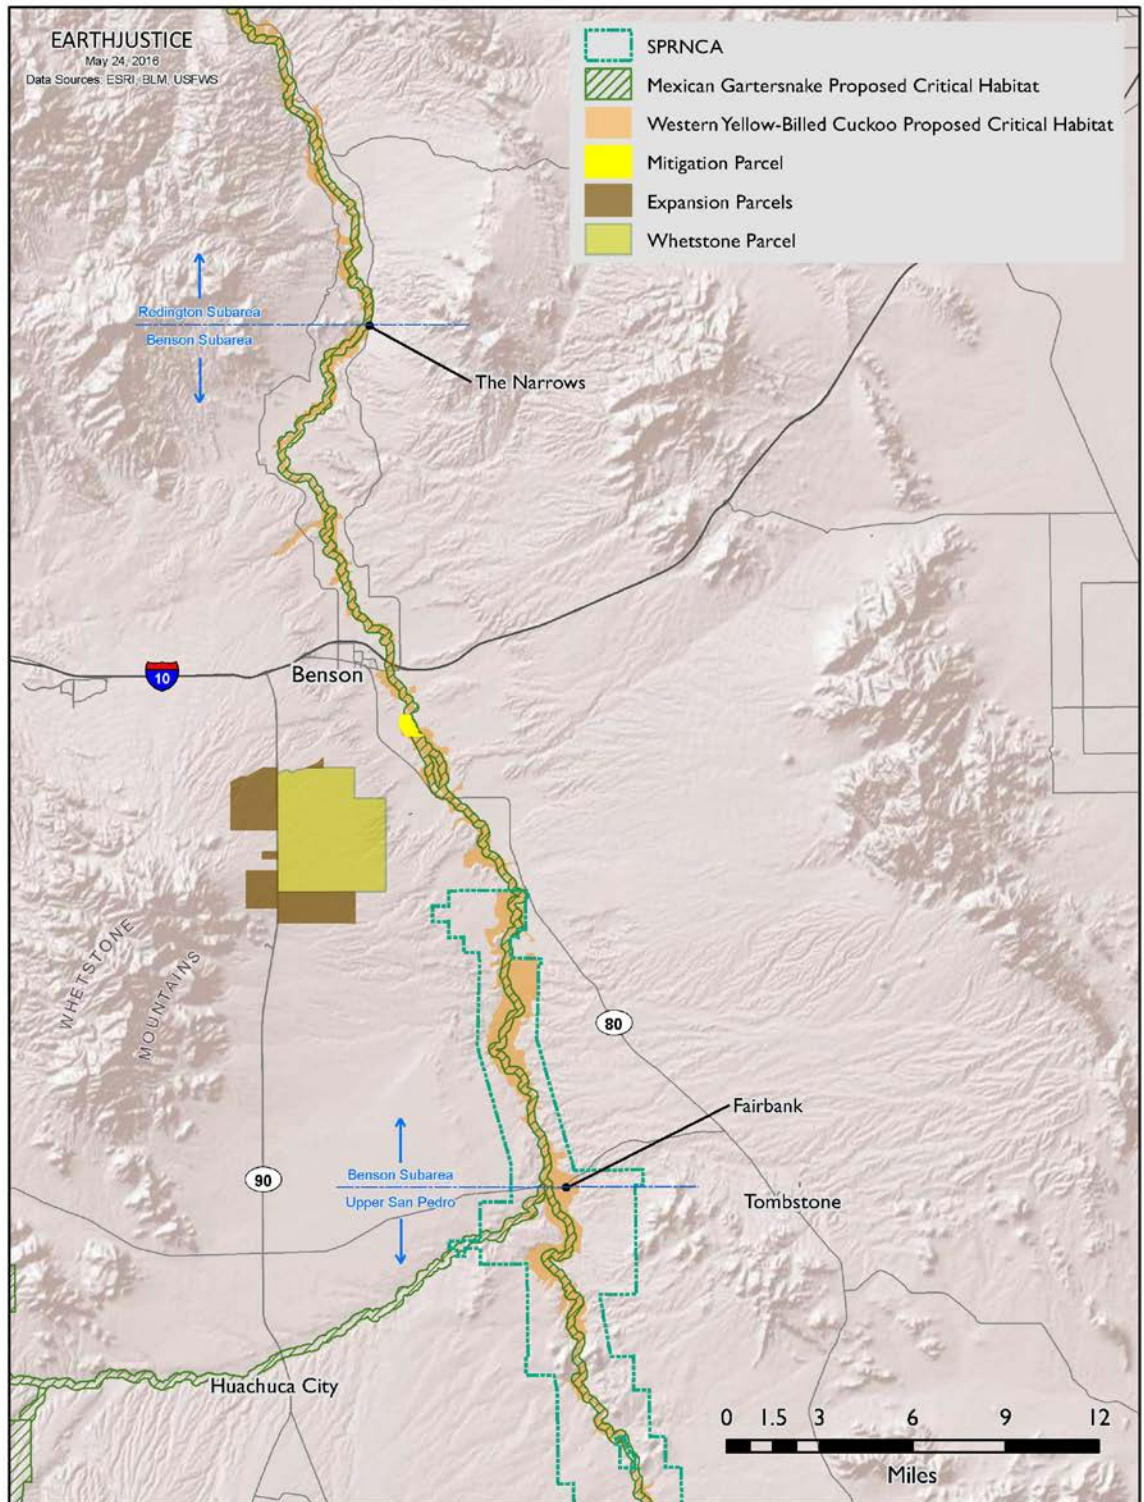 EARTHJUSTICE
May 24, 2016
Data Sources: ESRI, BLM, USFWS
SPRNCA
Mexican Gartersnake Proposed Critical Habitat
Western Yellow-Billed Cuckoo Proposed Critical Habitat
Mitigation Parcel
Expansion Parcels
Whetstone Parcel
Redington Subarea
Benson Subarea
The Narrows
Benson
10
WHETSTONE
MOUNTAINS
80
Fairbank
Benson Subarea
Upper San Pedro
90
Tombstone
Huachuca City
0 1.5 3 6 9 12
Miles